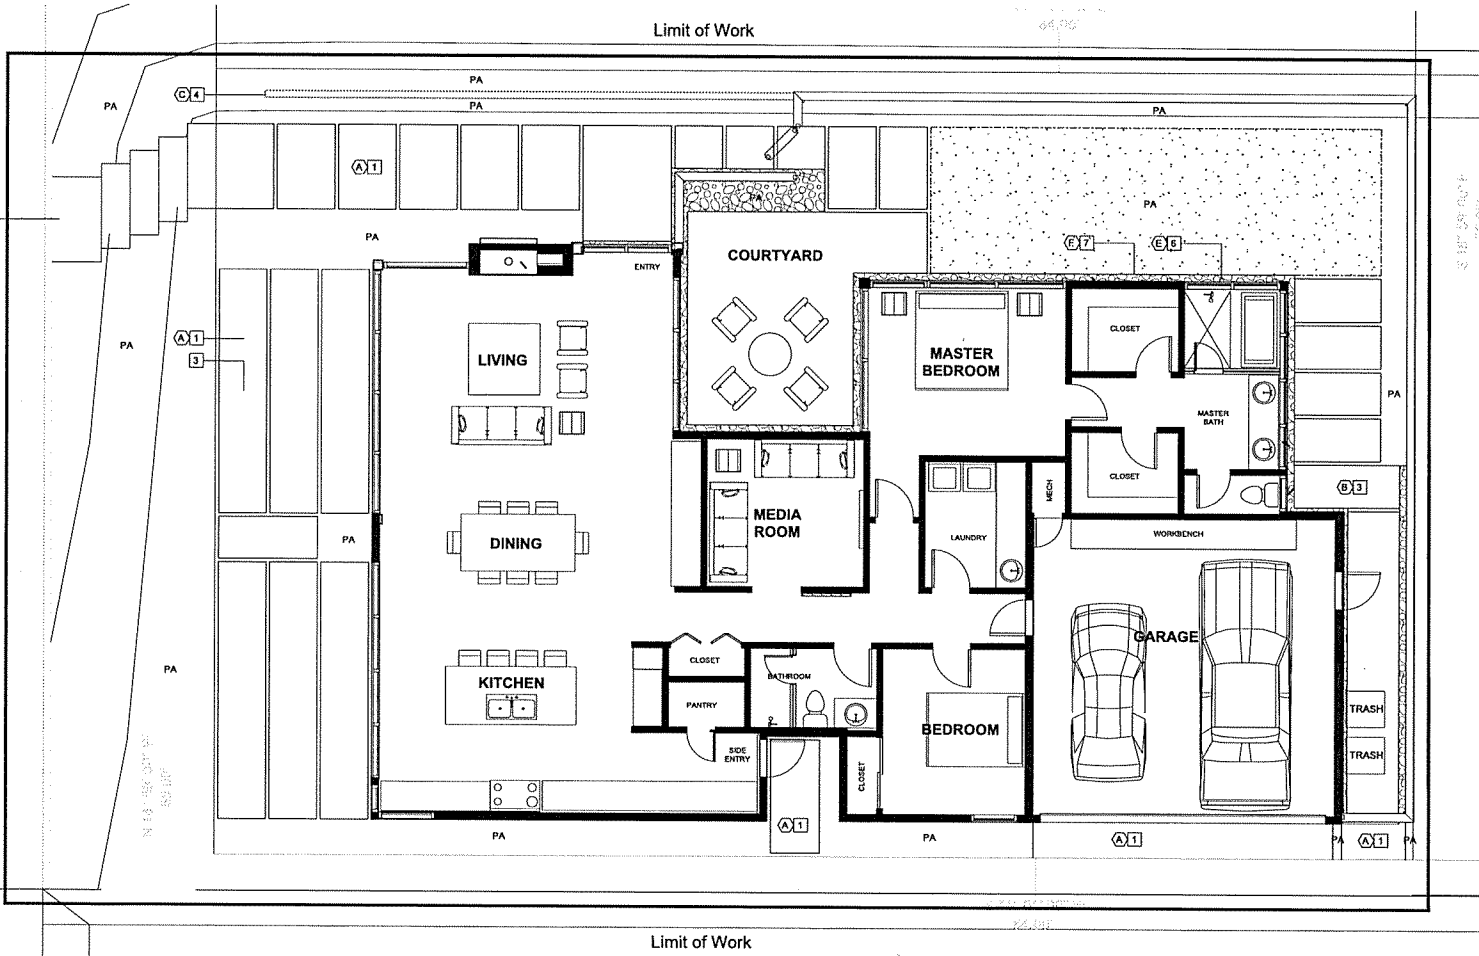 Limit of Work
PA
PA
C 4
PA
PA
PA
A 1
PA
PA
PA
F 7
E 6
COURTYARD
ENTRY
A 1
3
PA
LIVING
MASTER
BEDROOM
CLOSET
PA
MASTER
BATH
CLOSET
MECH
B 3
MEDIA
ROOM
DINING
PA
LAUNDRY
WORKBENCH
GARAGE
PA
KITCHEN
CLOSET
BATHROOM
PANTRY
BEDROOM
TRASH
SIDE
ENTRY
CLOSET
TRASH
PA
A 1
PA
A 1
PA
A 1
PA
Limit of Work